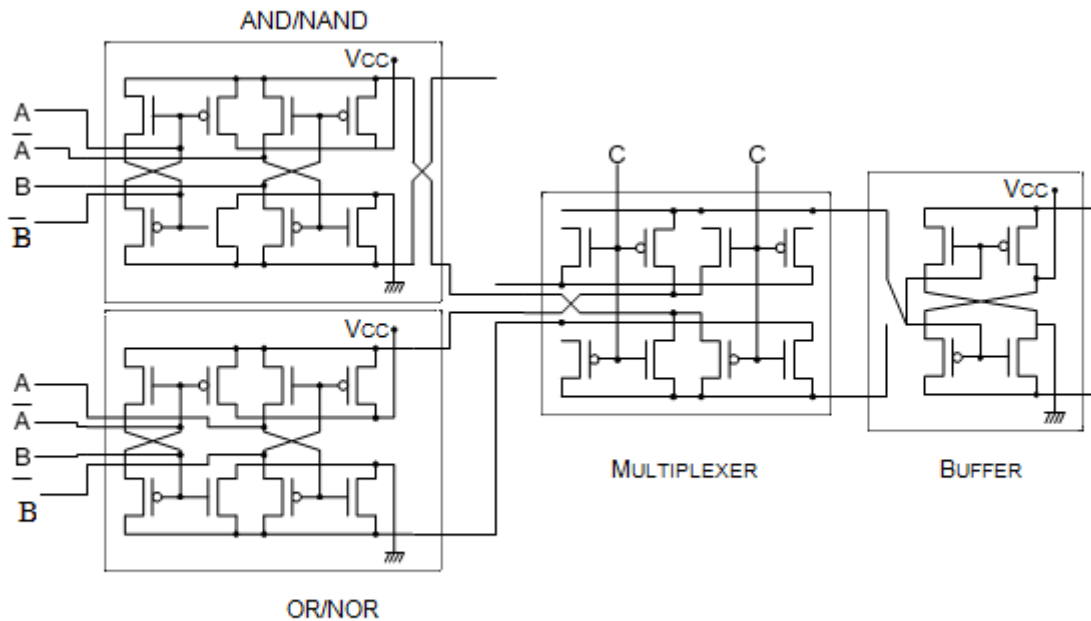 AND/NAND
VCC
A
A
B
B
C
C
VCC
VCC
A
A
B
B
MULTIPLEXER
BUFFER
OR/NOR